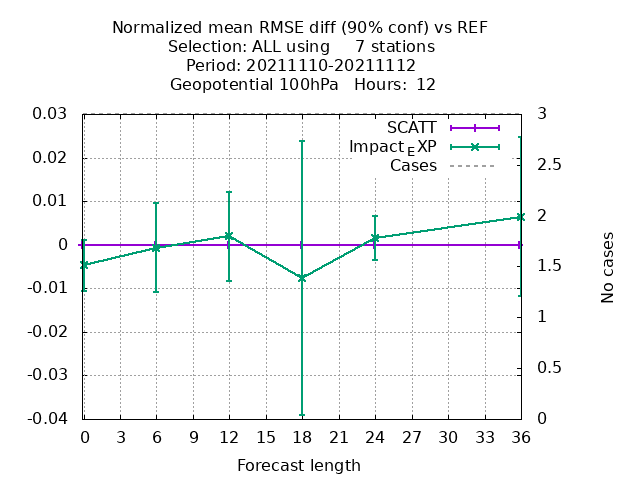 Normalized mean RMSE diff (90% conf) vs REF
Selection: ALL using     7 stations
Period: 20211110-20211112
Geopotential 100hPa   Hours:  12
SCATT
Impact_EXP
Cases
0.03
0.02
0.01
0
-0.01
-0.02
-0.03
-0.04
3
2.5
2
1.5
1
0.5
0
No cases
0 3 6 9 12 15 18 21 24 27 30 33 36
Forecast length